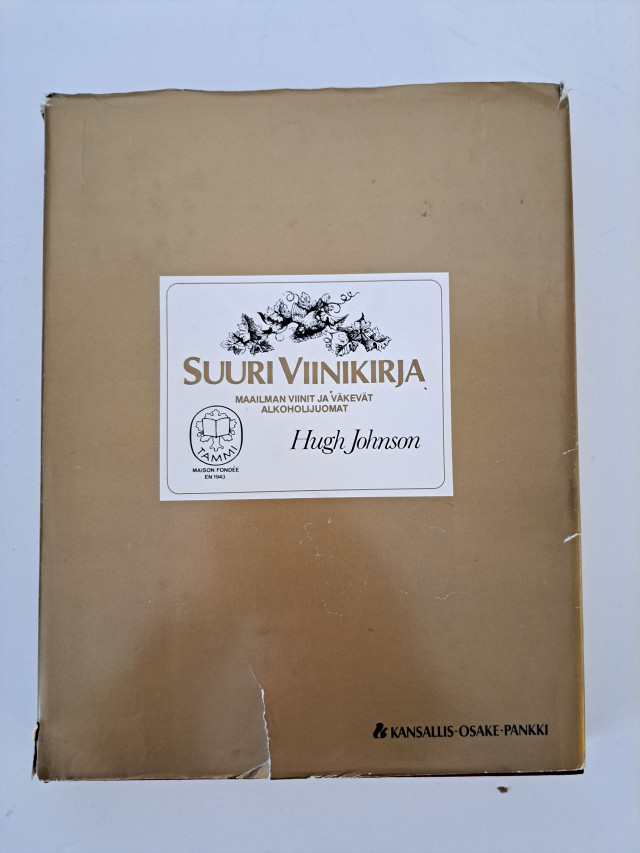 SUURI VIINIKIRJA
MAAILMAN VIINIT JA VÄKEVÄT
ALKOHOLIJUOMAT
Hugh Johnson
TAMMI
MAISON FONDÉE
EN 1943
KANSALLIS-OSAKE-PANKKI